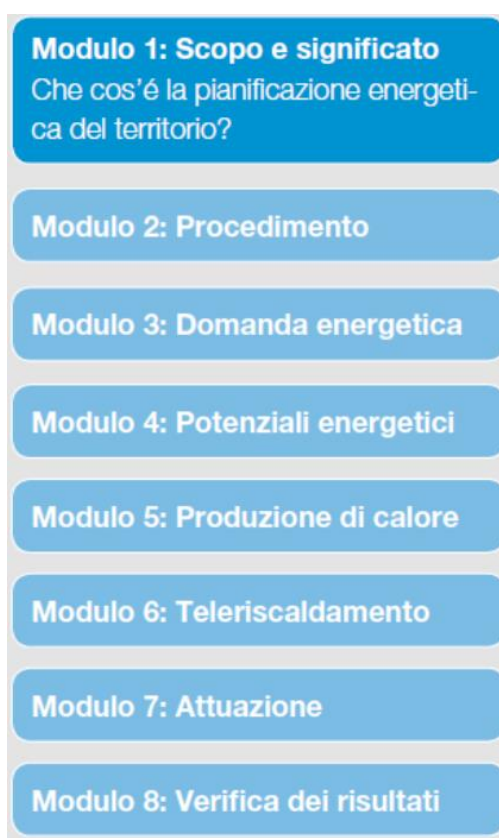 Modulo 1: Scopo e significato
Che cos'é la pianificazione energeti-
ca del territorio?
Modulo 2: Procedimento
Modulo 3: Domanda energetica
Modulo 4: Potenziali energetici
Modulo 5: Produzione di calore
Modulo 6: Teleriscaldamento
Modulo 7: Attuazione
Modulo 8: Verifica dei risultati